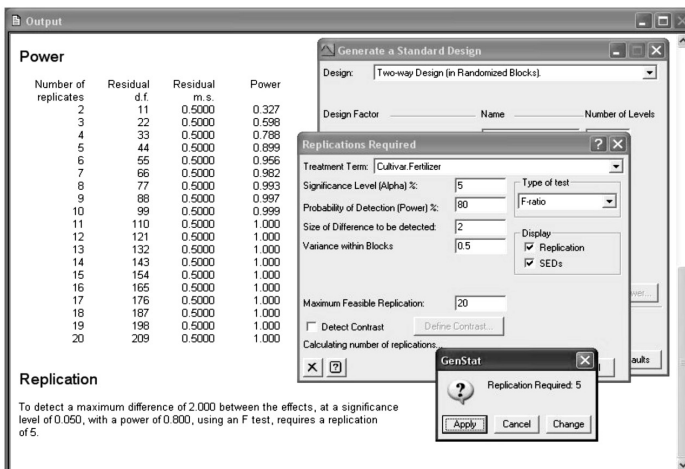 Output
Power
Number of replicates Residual d.f. Residual m.s. Power
2 11 0.5000 0.327
3 22 0.5000 0.598
4 33 0.5000 0.788
5 44 0.5000 0.899
6 55 0.5000 0.956
7 66 0.5000 0.982
8 77 0.5000 0.993
9 88 0.5000 0.997
10 99 0.5000 0.999
11 110 0.5000 1.000
12 121 0.5000 1.000
13 132 0.5000 1.000
14 143 0.5000 1.000
15 154 0.5000 1.000
16 165 0.5000 1.000
17 176 0.5000 1.000
18 187 0.5000 1.000
19 198 0.5000 1.000
20 209 0.5000 1.000
Replication
To detect a maximum difference of 2.000 between the effects, at a significance
level of 0.050, with a power of 0.800, using an F test, requires a replication
of 5.
Generate a Standard Design
Design: Two-way Design (in Randomized Blocks).
Design Factor Name Number of Levels
Replications Required
Treatment Term: Cultivar.Fertilizer
Significance Level (Alpha) %: 5
Probability of Detection (Power) %: 80
Size of Difference to be detected: 2
Variance within Blocks 0.5
Type of test
F-ratio
Display
Replication
SEDs
Maximum Feasible Replication: 20
Detect Contrast Define Contrast...
Calculating number of replications...
wer...
aults
GenStat
Replication Required: 5
Apply Cancel Change